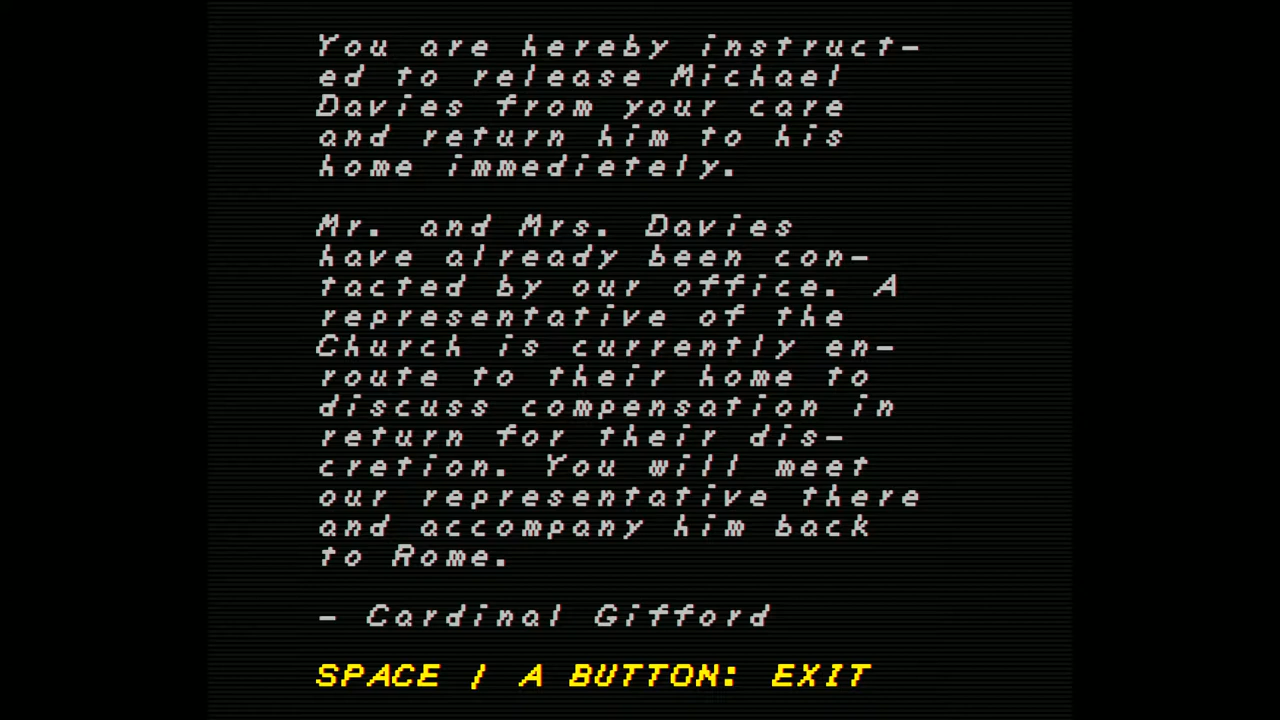 You are hereby instruct-
ed to release Michael
Davies from your care
and return him to his
home immedietely.
Mr. and Mrs. Davies
have already been con-
tacted by our office. A
representative of the
Church is currently en-
route to their home to
discuss compensation in
return for their dis-
cretion. You will meet
our representative there
and accompany him back
to Rome.
- Cardinal Gifford
SPACE / A BUTTON: EXIT